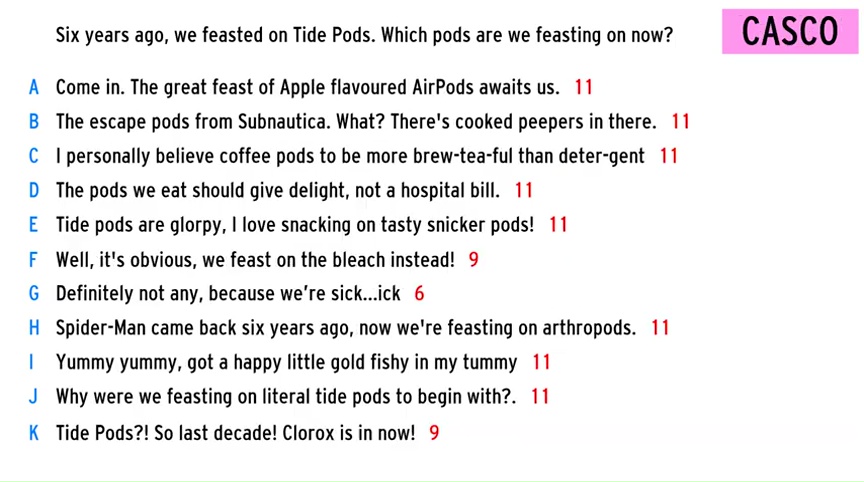 Six years ago, we feasted on Tide Pods. Which pods are we feasting on now?
CASCO
A Come in. The great feast of Apple flavoured AirPods awaits us. 11
B The escape pods from Subnautica. What? There's cooked peepers in there. 11
C I personally believe coffee pods to be more brew-tea-ful than deter-gent 11
D The pods we eat should give delight, not a hospital bill. 11
E Tide pods are glorpy, I love snacking on tasty snicker pods! 11
F Well, it's obvious, we feast on the bleach instead! 9
G Definitely not any, because we're sick...ick 6
H Spider-Man came back six years ago, now we're feasting on arthropods. 11
I Yummy yummy, got a happy little gold fishy in my tummy 11
J Why were we feasting on literal tide pods to begin with?. 11
K Tide Pods?! So last decade! Clorox is in now! 9